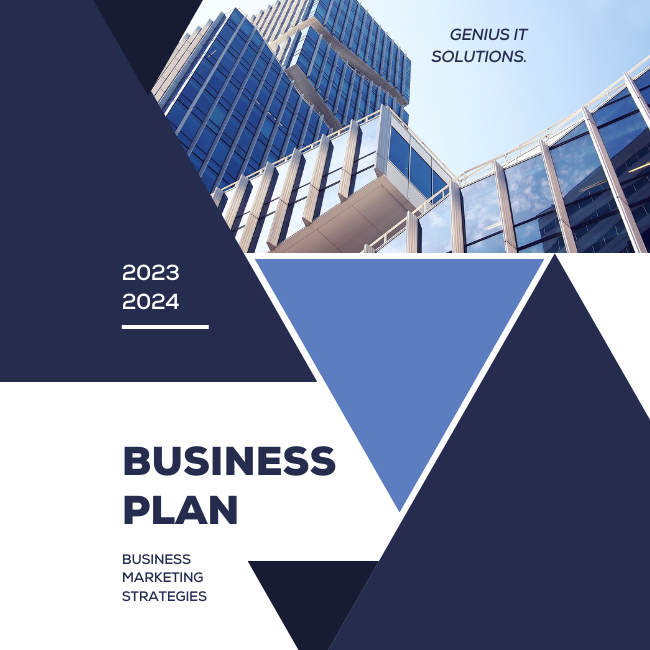 GENIUS IT
SOLUTIONS.
2023
2024
BUSINESS
PLAN
BUSINESS
MARKETING
STRATEGIES